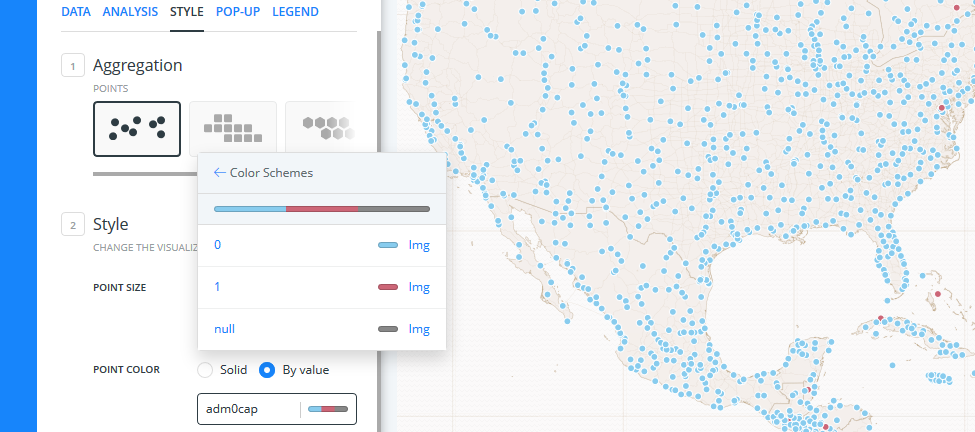 DATA ANALYSIS STYLE POP-UP LEGEND
1 Aggregation
POINTS
← Color Schemes
2 Style
CHANGE THE VISUALIZ
0 Img
POINT SIZE
1 Img
null Img
POINT COLOR Solid By value
adm0cap